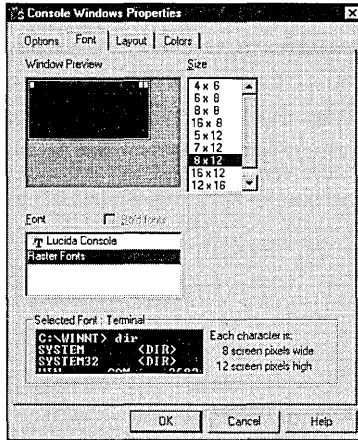 Console Windows Properties
Options Font Layout Colors
Window Preview Size
4 x 6
6 x 8
8 x 8
16 x 8
5 x 12
7 x 12
8 x 12
16 x 12
12 x 16
Font Bold fonts
Lucida Console
Raster Fonts
Selected Font : Terminal
C:\WINNT> dir
SYSTEM <DIR>
SYSTEM32 <DIR>
Each character is:
8 screen pixels wide
12 screen pixels high
OK Cancel Help